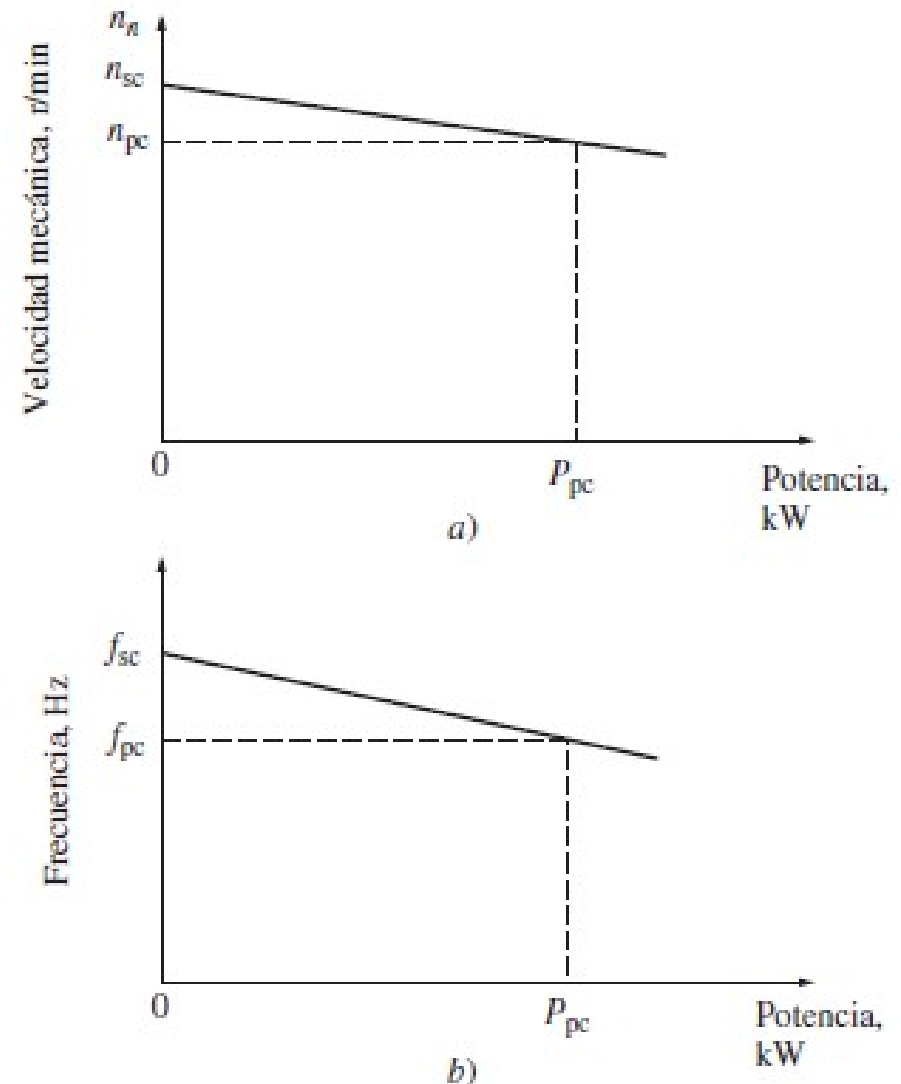 n_n
n_sc
n_pc
Velocidad mecánica, r/min
0
P_pc
Potencia,
kW
a)
f_sc
f_pc
Frecuencia, Hz
0
P_pc
Potencia,
kW
b)